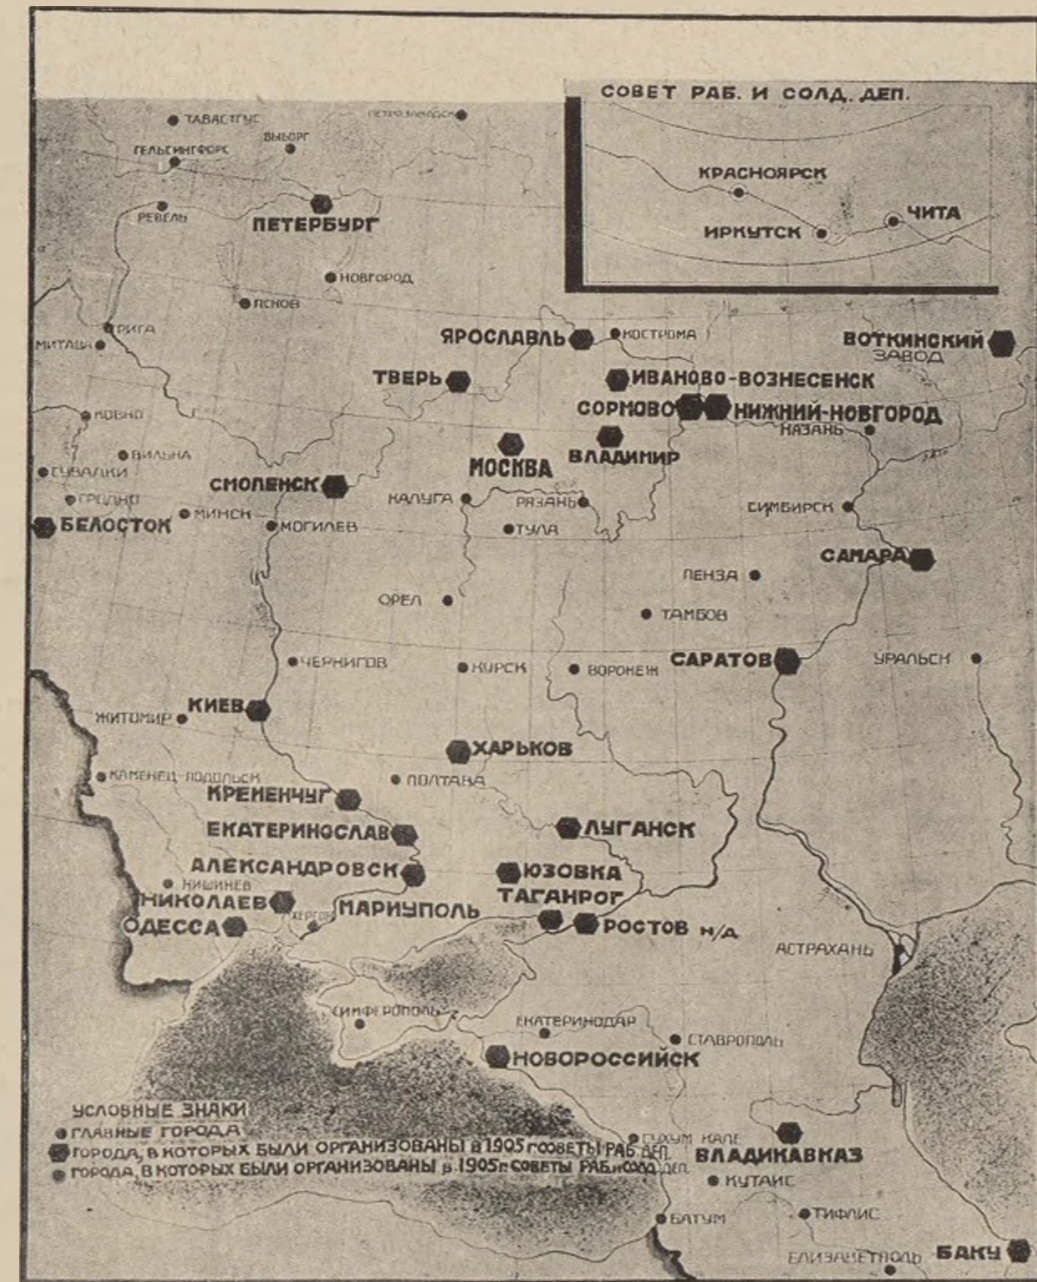 СОВЕТ РАБ. И СОЛД. ДЕП.
КРАСНОЯРСК
ИРКУТСК
ЧИТА
ТАВАСТГУС
ПЕТРОЗАВОДСК
ВЫБОРГ
ГЕЛЬСИНГФОРС
РЕВЕЛЬ
ПЕТЕРБУРГ
НОВГОРОД
ПСКОВ
РИГА
МИТАВА
ЯРОСЛАВЛЬ
КОСТРОМА
ВОТКИНСКИЙ
ЗАВОД
ТВЕРЬ
ИВАНОВО-ВОЗНЕСЕНСК
СОРМОВО
НИЖНИЙ-НОВГОРОД
КАЗАНЬ
КОВНО
ВИЛЬНА
МОСКВА
ВЛАДИМИР
СУВАЛКИ
ГРОДНО
СМОЛЕНСК
КАЛУГА
РЯЗАНЬ
СИМБИРСК
БЕЛОСТОК
МИНСК
МОГИЛЕВ
ТУЛА
САМАРА
ПЕНЗА
ОРЕЛ
ТАМБОВ
ЧЕРНИГОВ
КУРСК
ВОРОНЕЖ
САРАТОВ
УРАЛЬСК
КИЕВ
ЖИТОМИР
ХАРЬКОВ
КАМЕНЕЦ-ПОДОЛЬСК
ПОЛТАВА
КРЕМЕНЧУГ
ЕКАТЕРИНОСЛАВ
ЛУГАНСК
АЛЕКСАНДРОВСК
ЮЗОВКА
КИШИНЕВ
НИКОЛАЕВ
ТАГАНРОГ
МАРИУПОЛЬ
ХЕРСОН
ОДЕССА
РОСТОВ Н/Д
АСТРАХАНЬ
СИМФЕРОПОЛЬ
ЕКАТЕРИНОДАР
СТАВРОПОЛЬ
НОВОРОССИЙСК
УСЛОВНЫЕ ЗНАКИ
ГЛАВНЫЕ ГОРОДА
ГОРОДА, В КОТОРЫХ БЫЛИ ОРГАНИЗОВАНЫ в 1905 г СОВЕТЫ РАБ ДЕП.
ГОРОДА, В КОТОРЫХ БЫЛИ ОРГАНИЗОВАНЫ в 1905 г. СОВЕТЫ РАБ. и СОЛД. ДЕП.
СУХУМ КАЛЕ
ВЛАДИКАВКАЗ
КУТАИС
БАТУМ
ТИФЛИС
ЕЛИЗАВЕТПОЛЬ
БАКУ